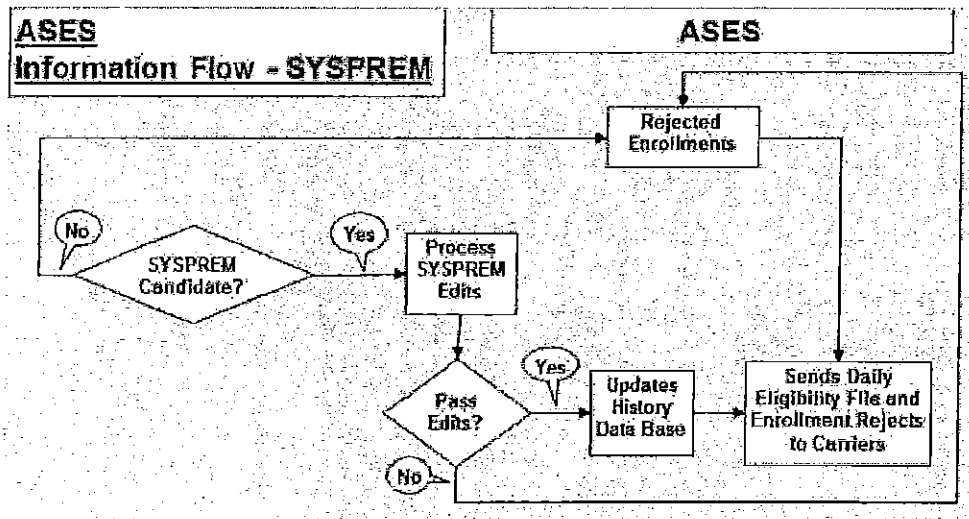 ASES
Information Flow - SYSPREM
ASES
Rejected
Enrollments
No
Yes
SYSPREM
Candidate?
Process
SYSPREM
Edits
Pass
Edits?
Yes
Updates
History
Data Base
Sends Daily
Eligibility File and
Enrollment Rejects
to Carriers
No